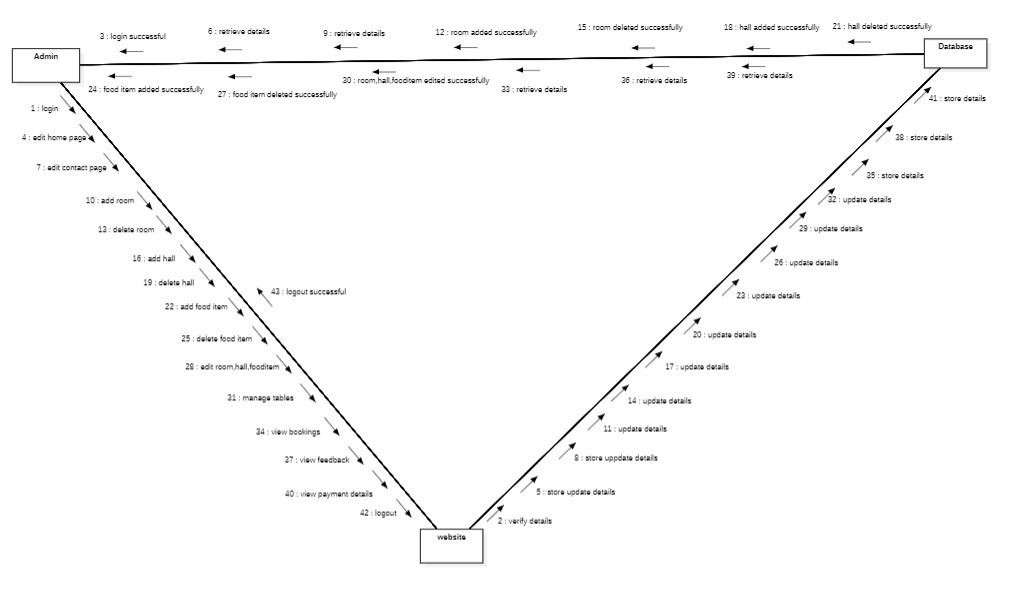 3 : login successful
6 : retrieve details
9 : retrieve details
12 : room added successfully
15 : room deleted successfully
18 : hall added successfully
21 : hall deleted successfully
Admin
Database
24 : food item added successfully
27 : food item deleted successfully
30 : room,hall,fooditem edited successfully
33 : retrieve details
36 : retrieve details
39 : retrieve details
1 : login
4 : edit home page
7 : edit contact page
10 : add room
13 : delete room
16 : add hall
19 : delete hall
22 : add food item
25 : delete food item
28 : edit room,hall,fooditem
31 : manage tables
34 : view bookings
37 : view feedback
40 : view payment details
42 : logout
43 : logout successful
41 : store details
38 : store details
35 : store details
32 : update details
29 : update details
26 : update details
23 : update details
20 : update details
17 : update details
14 : update details
11 : update details
8 : store uppdate details
5 : store update details
2 : verify details
website